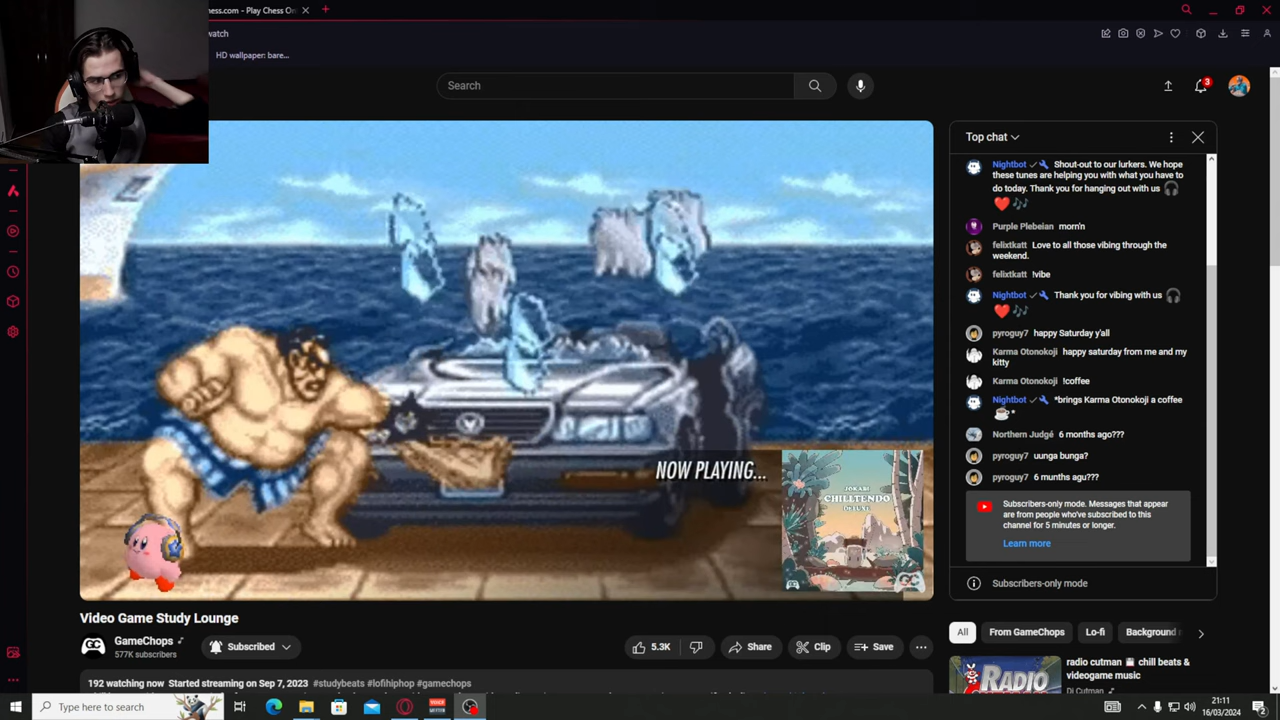 hess.com - Play Chess On
watch
HD wallpaper: bare...
Search
3
Top chat
Nightbot Shout-out to our lurkers. We hope
these tunes are helping you with what you have to
do today. Thank you for hanging out with us
Purple Plebeian morn'n
felixtkatt Love to all those vibing through the
weekend.
felixtkatt !vibe
Nightbot Thank you for vibing with us
pyroguy7 happy Saturday y'all
Karma Otonokoji happy saturday from me and my
kitty
Karma Otonokoji !coffee
Nightbot *brings Karma Otonokoji a coffee
*
Northern Judgé 6 months ago???
pyroguy7 uunga bunga?
pyroguy7 6 munths agu???
Subscribers-only mode. Messages that appear
are from people who've subscribed to this
channel for 5 minutes or longer.
Learn more
Subscribers-only mode
NOW PLAYING...
JOKABI
CHILLTENDO
DELUXE
GC
Video Game Study Lounge
GameChops
577K subscribers
Subscribed
5.3K
Share
Clip
Save
...
192 watching now Started streaming on Sep 7, 2023 #studybeats #lofihiphop #gamechops
All
From GameChops
Lo-fi
Background
RADIO
radio cutman chill beats &
videogame music
Dj Cutman
Type here to search
21:11
16/03/2024
2